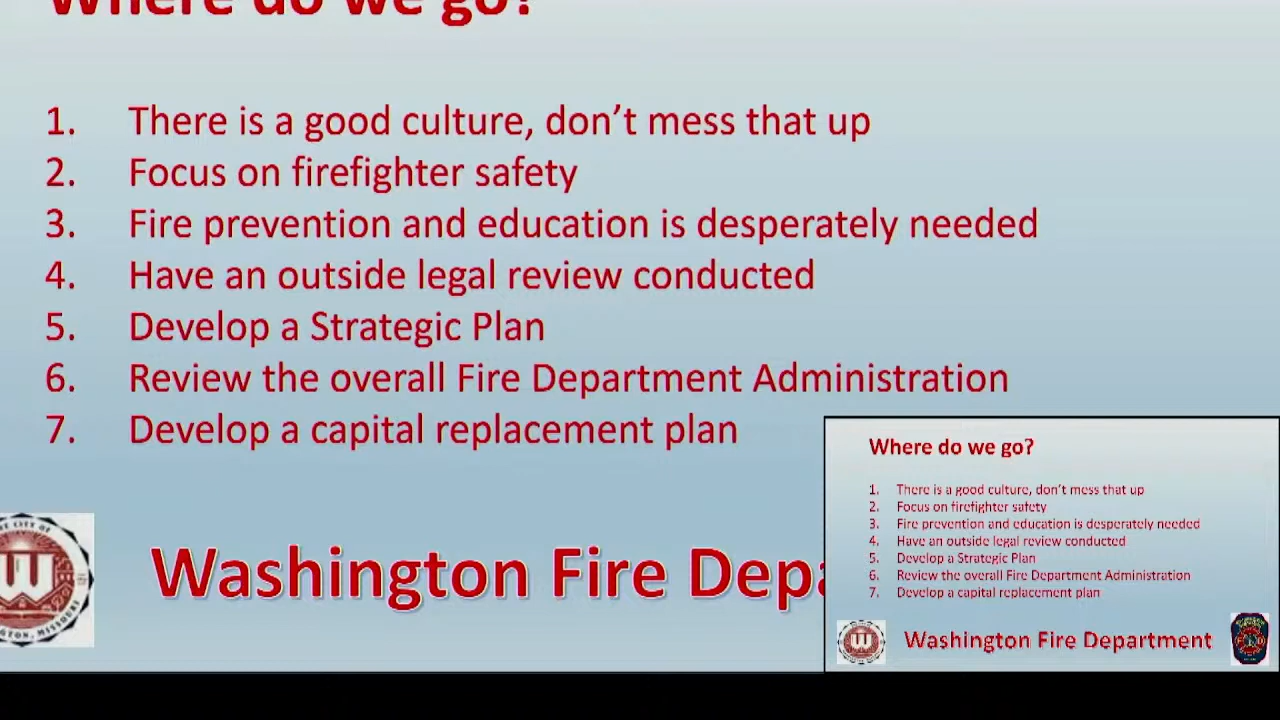 Where do we go?
1. There is a good culture, don't mess that up
2. Focus on firefighter safety
3. Fire prevention and education is desperately needed
4. Have an outside legal review conducted
5. Develop a Strategic Plan
6. Review the overall Fire Department Administration
7. Develop a capital replacement plan
Washington Fire Depa
Where do we go?
1. There is a good culture, don't mess that up
2. Focus on firefighter safety
3. Fire prevention and education is desperately needed
4. Have an outside legal review conducted
5. Develop a Strategic Plan
6. Review the overall Fire Department Administration
7. Develop a capital replacement plan
Washington Fire Department